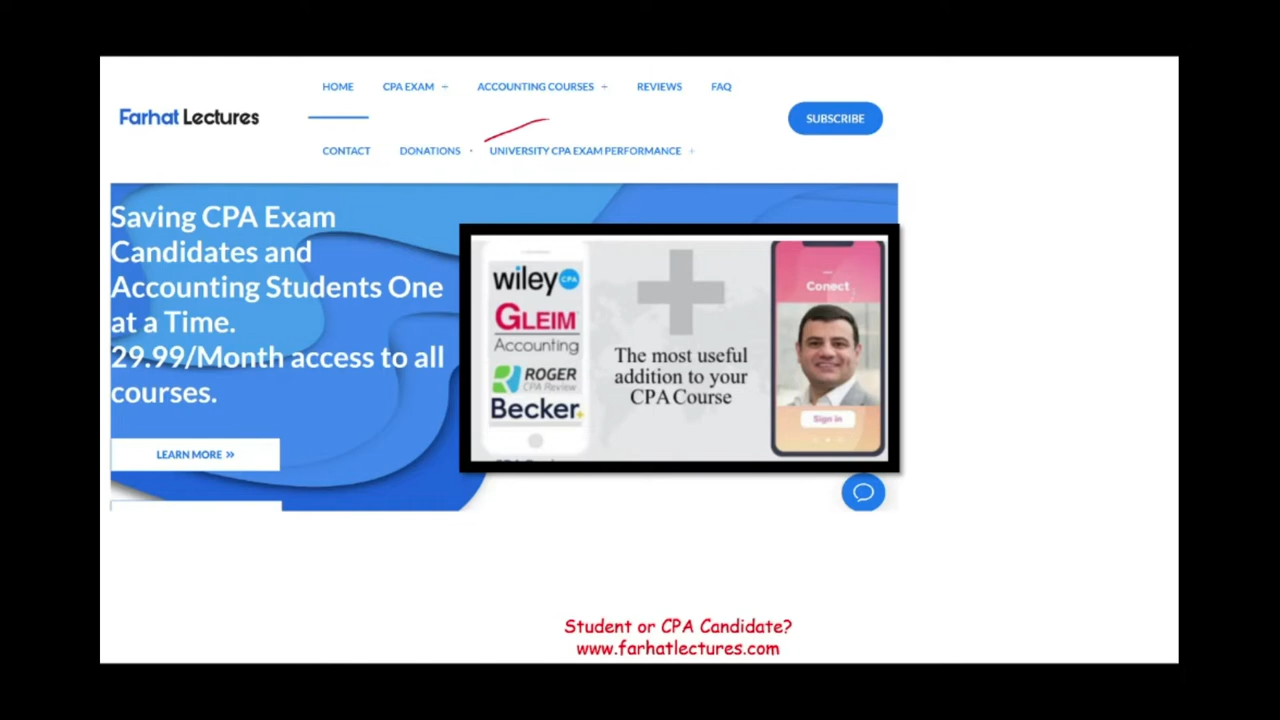 HOME
CPA EXAM +
ACCOUNTING COURSES +
REVIEWS
FAQ
Farhat Lectures
SUBSCRIBE
CONTACT
DONATIONS
UNIVERSITY CPA EXAM PERFORMANCE +
Saving CPA Exam
Candidates and
Accounting Students One
at a Time.
29.99/Month access to all
courses.
LEARN MORE »
wiley CPA
GLEIM
Accounting
ROGER
CPA Review
Becker
The most useful
addition to your
CPA Course
Conect
Sign in
Student or CPA Candidate?
www.farhatlectures.com